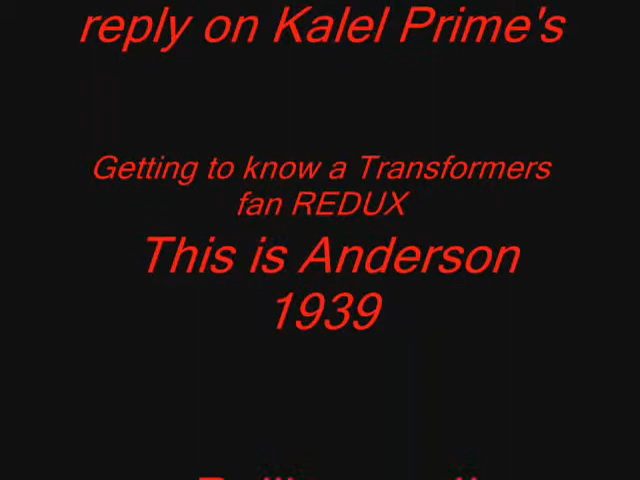 reply on Kalel Prime's
Getting to know a Transformers
fan REDUX
This is Anderson
1939